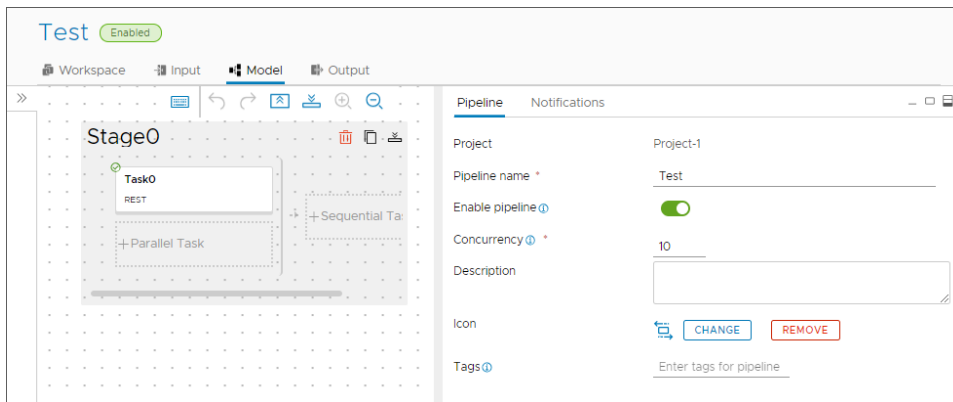 Test Enabled
Workspace Input Model Output
Stage0
Task0
REST
+Parallel Task
+Sequential Ta
Pipeline Notifications
Project Project-1
Pipeline name * Test
Enable pipeline
Concurrency * 10
Description
Icon CHANGE REMOVE
Tags Enter tags for pipeline